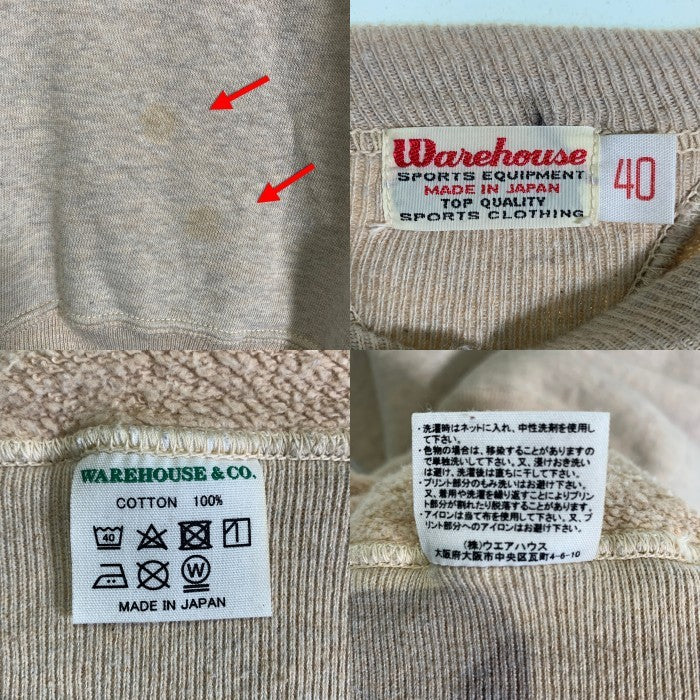 Warehouse
SPORTS EQUIPMENT
MADE IN JAPAN
TOP QUALITY
SPORTS CLOTHING
40
WAREHOUSE & CO.
COTTON 100%
40
W
MADE IN JAPAN
・洗濯時はネットに入れ、中性洗剤を使用し
て下さい。
・色物の場合は、移染することがありますの
で単独洗いして下さい。又、浸けおき洗い
は避け、洗濯後は直ちに干して下さい。
・プリント部分のもみ洗いはお避け下さい。
又、着用や洗濯を繰り返すことによりプリン
ト部分が割れたり脱落することがあります。
・アイロンは当て布を使用して下さい。又、プ
リント部分へのアイロンはお避け下さい。
(株)ウエアハウス
大阪府大阪市中央区瓦町4-6-10